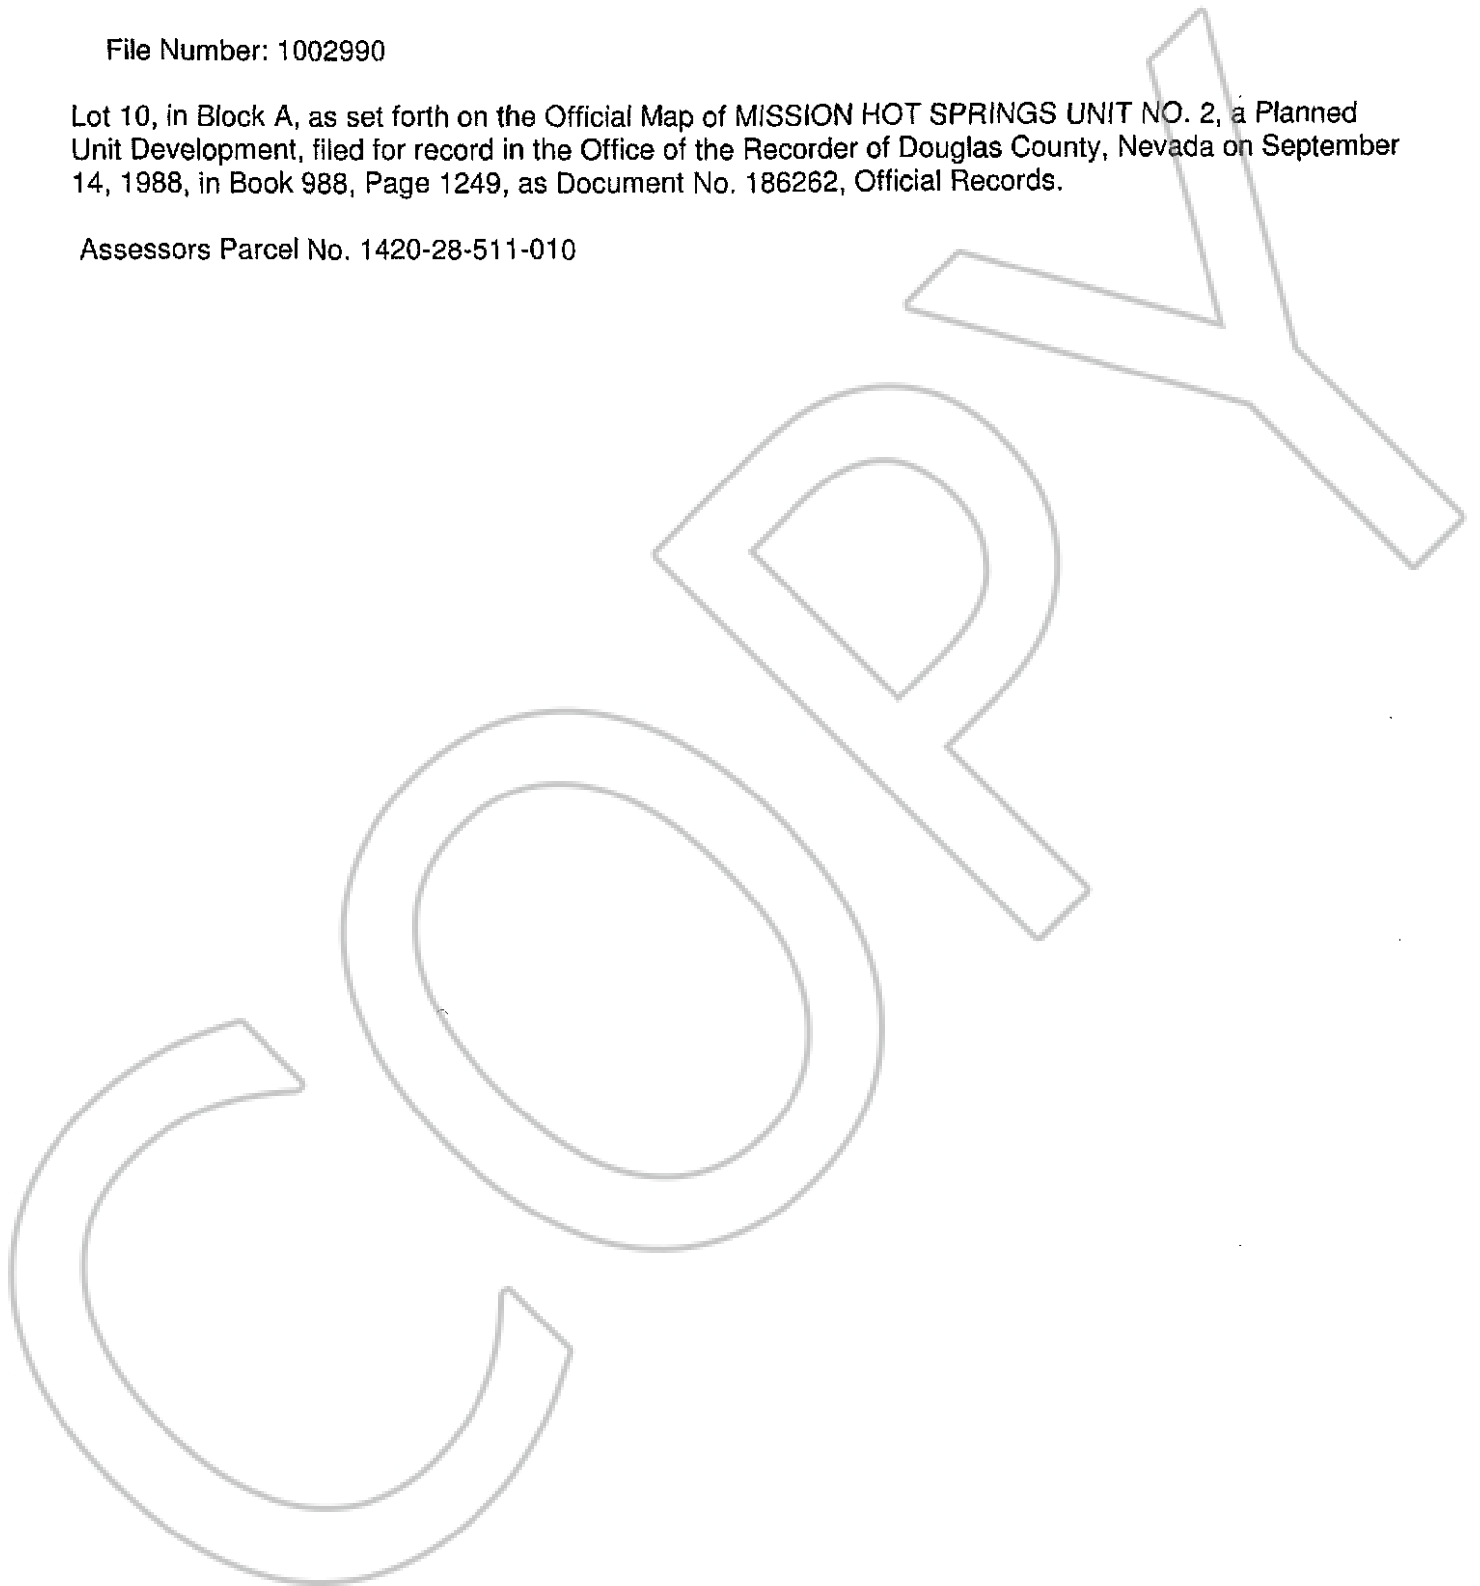 File Number: 1002990
Lot 10, in Block A, as set forth on the Official Map of MISSION HOT SPRINGS UNIT NO. 2, a Planned
Unit Development, filed for record in the Office of the Recorder of Douglas County, Nevada on September
14, 1988, in Book 988, Page 1249, as Document No. 186262, Official Records.
Assessors Parcel No. 1420-28-511-010
COPY